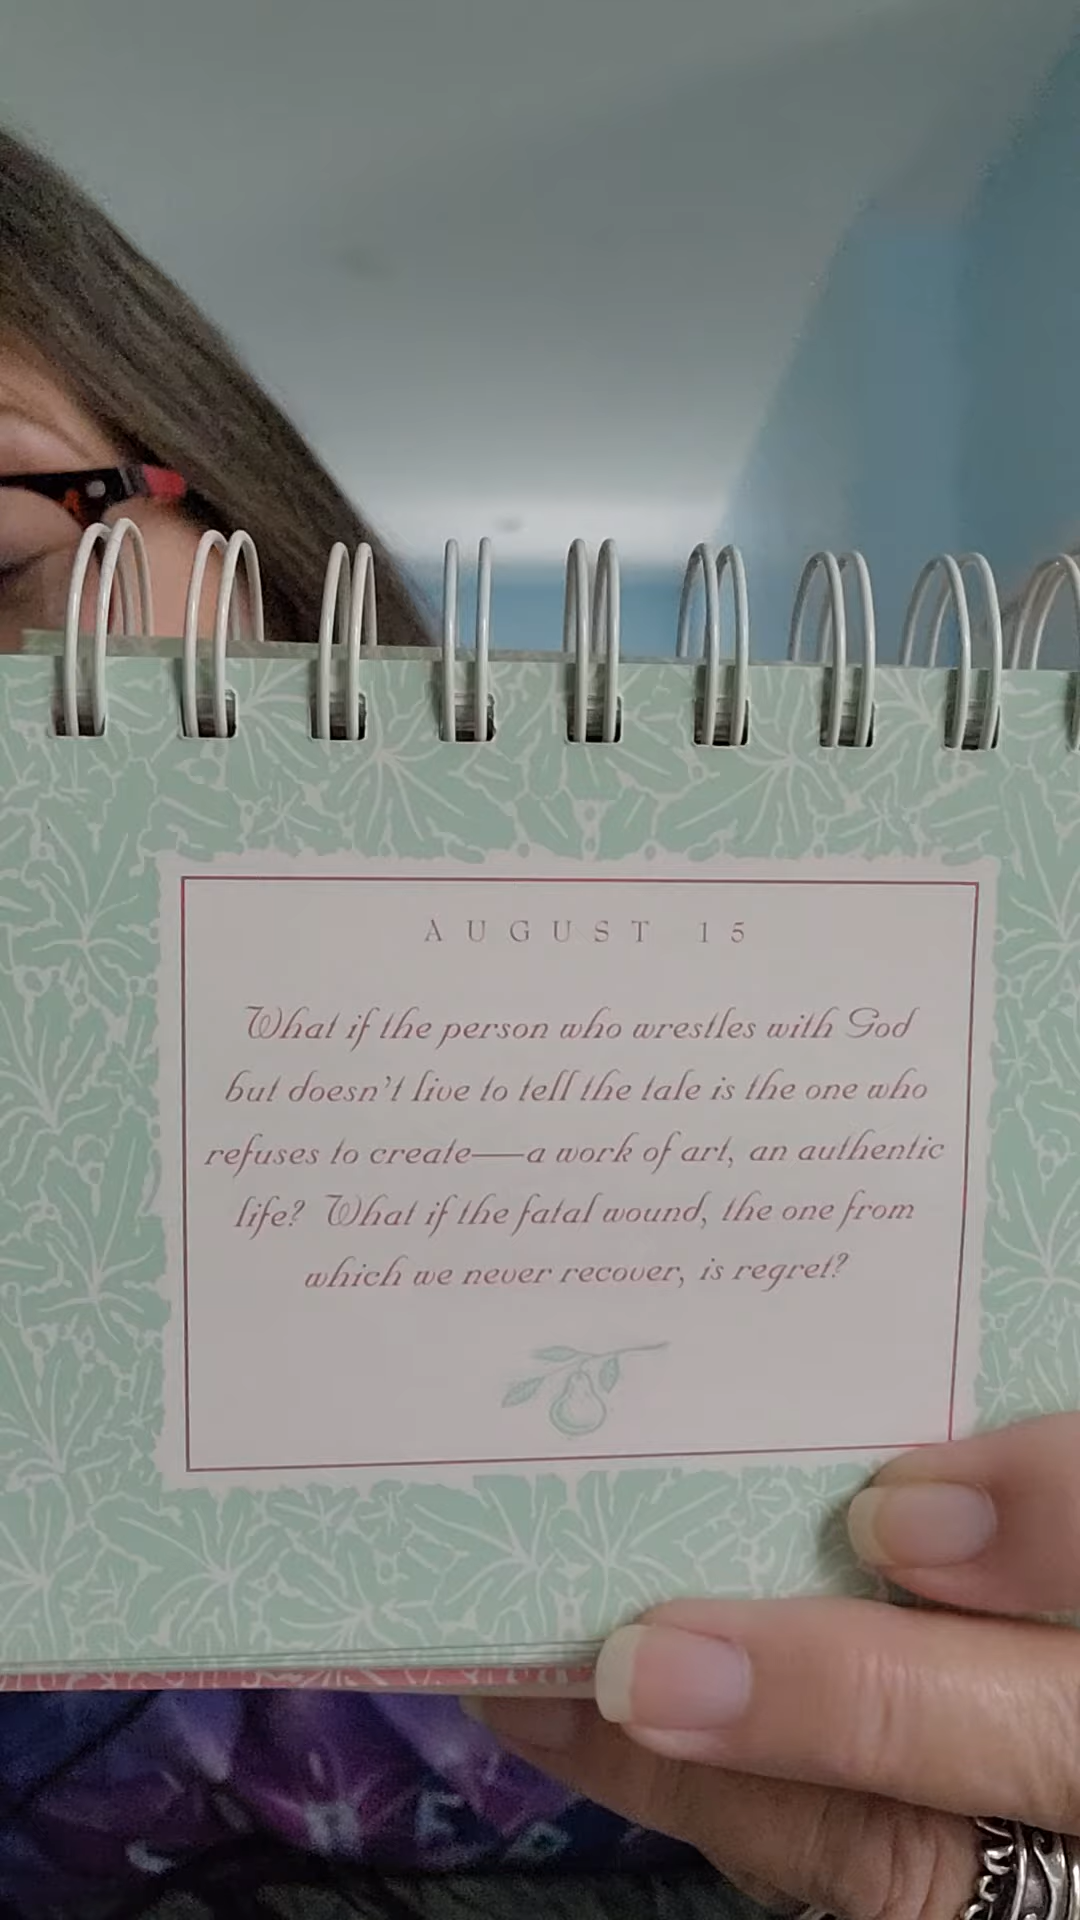 AUGUST 15
What if the person who wrestles with God
but doesn't live to tell the tale is the one who
refuses to create—a work of art, an authentic
life? What if the fatal wound, the one from
which we never recover, is regret?